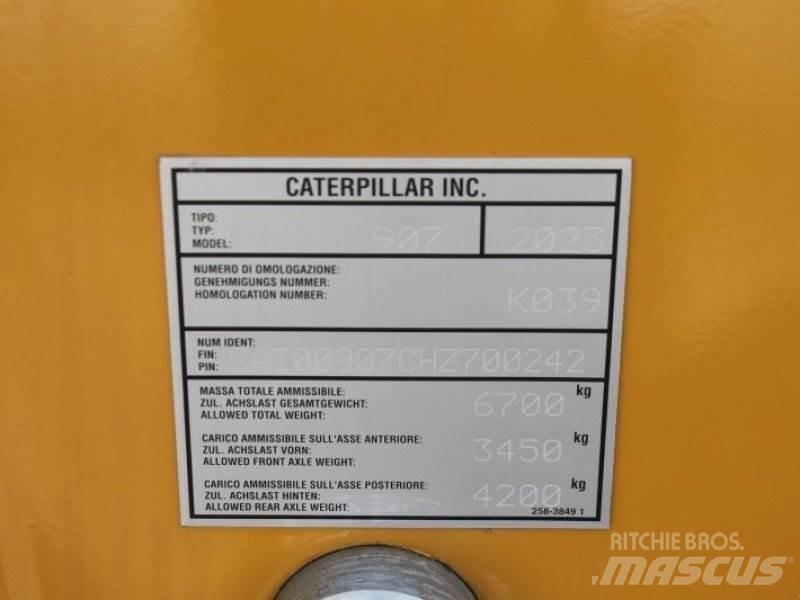 CATERPILLAR INC.
TIPO:
TYP:
MODEL: 907 2023
NUMERO DI OMOLOGAZIONE:
GENEHMIGUNGS NUMMER:
HOMOLOGATION NUMBER: K039
NUM IDENT:
FIN: CAT00907CHZ700242
PIN:
MASSA TOTALE AMMISSIBILE: kg
ZUL. ACHSLAST GESAMTGEWICHT: 6700
ALLOWED TOTAL WEIGHT:
CARICO AMMISSIBILE SULL'ASSE ANTERIORE: kg
ZUL. ACHSLAST VORN: 3450
ALLOWED FRONT AXLE WEIGHT:
CARICO AMMISSIBILE SULL'ASSE POSTERIORE: kg
ZUL. ACHSLAST HINTEN: 4200
ALLOWED REAR AXLE WEIGHT:
258-3849 1
RITCHIE BROS.
MASCUS